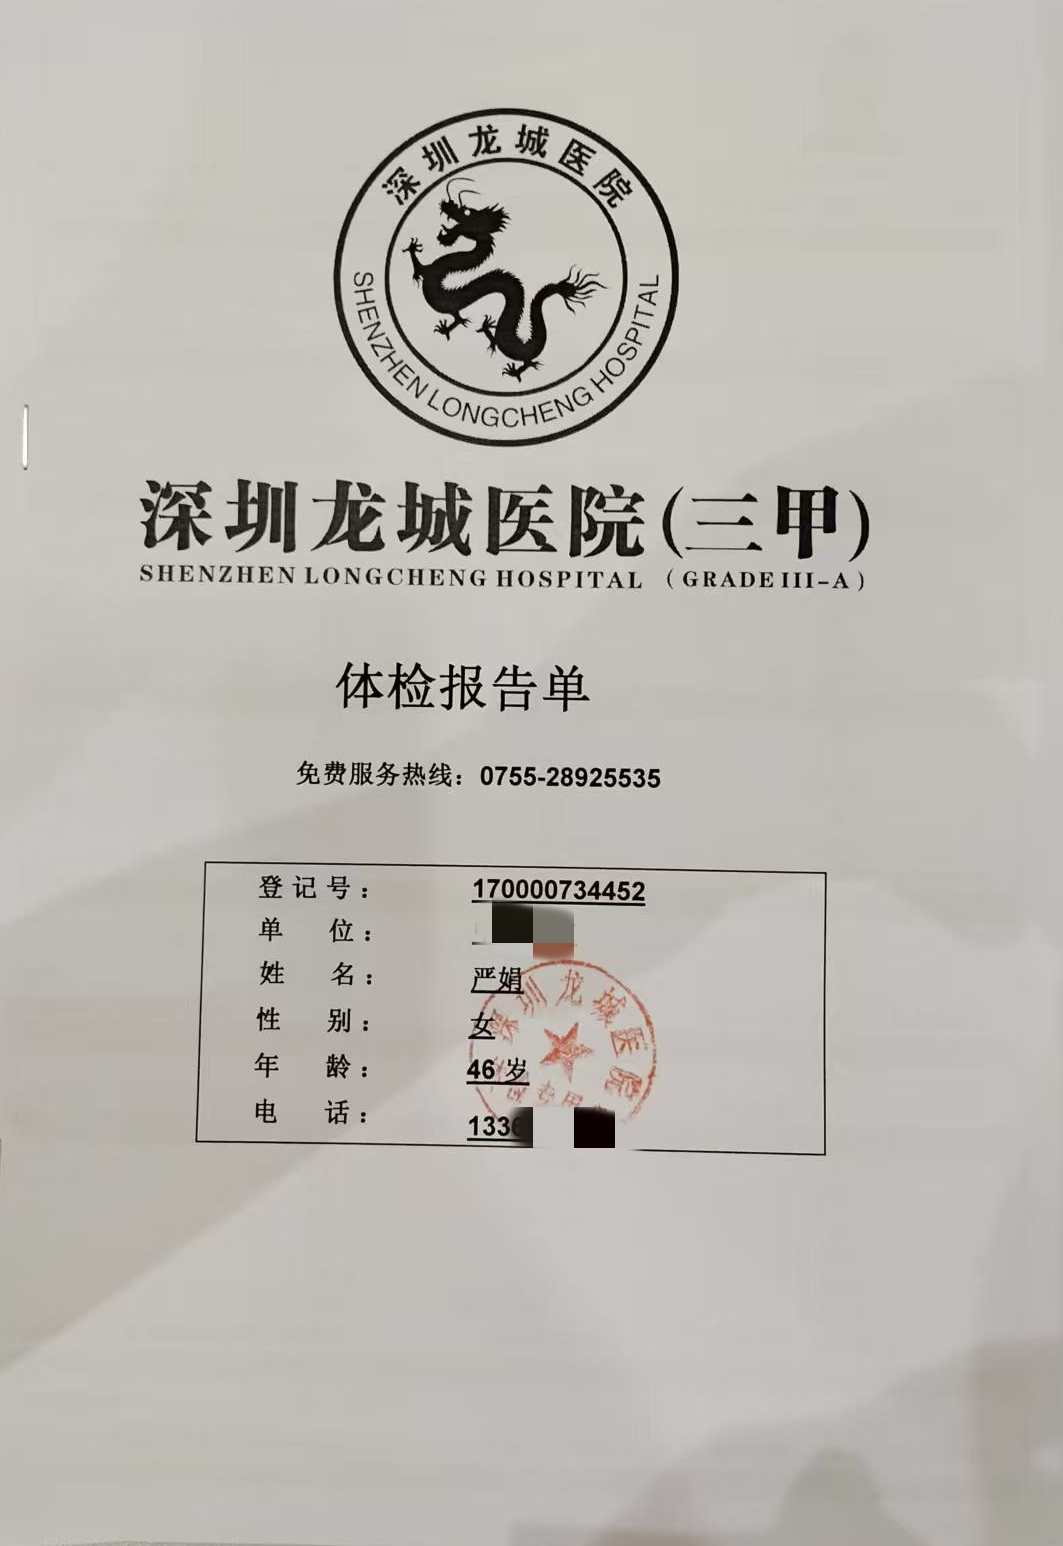 深圳龙城医院
SHENZHEN LONGCHENG HOSPITAL
深圳龙城医院(三甲)
SHENZHEN LONGCHENG HOSPITAL (GRADE III-A)
体检报告单
免费服务热线：0755-28925535
登记号： 170000734452
单 位：
姓 名： 严娟
性 别： 女
年 龄： 46 岁
电 话： 133
深圳龙城医院
专用